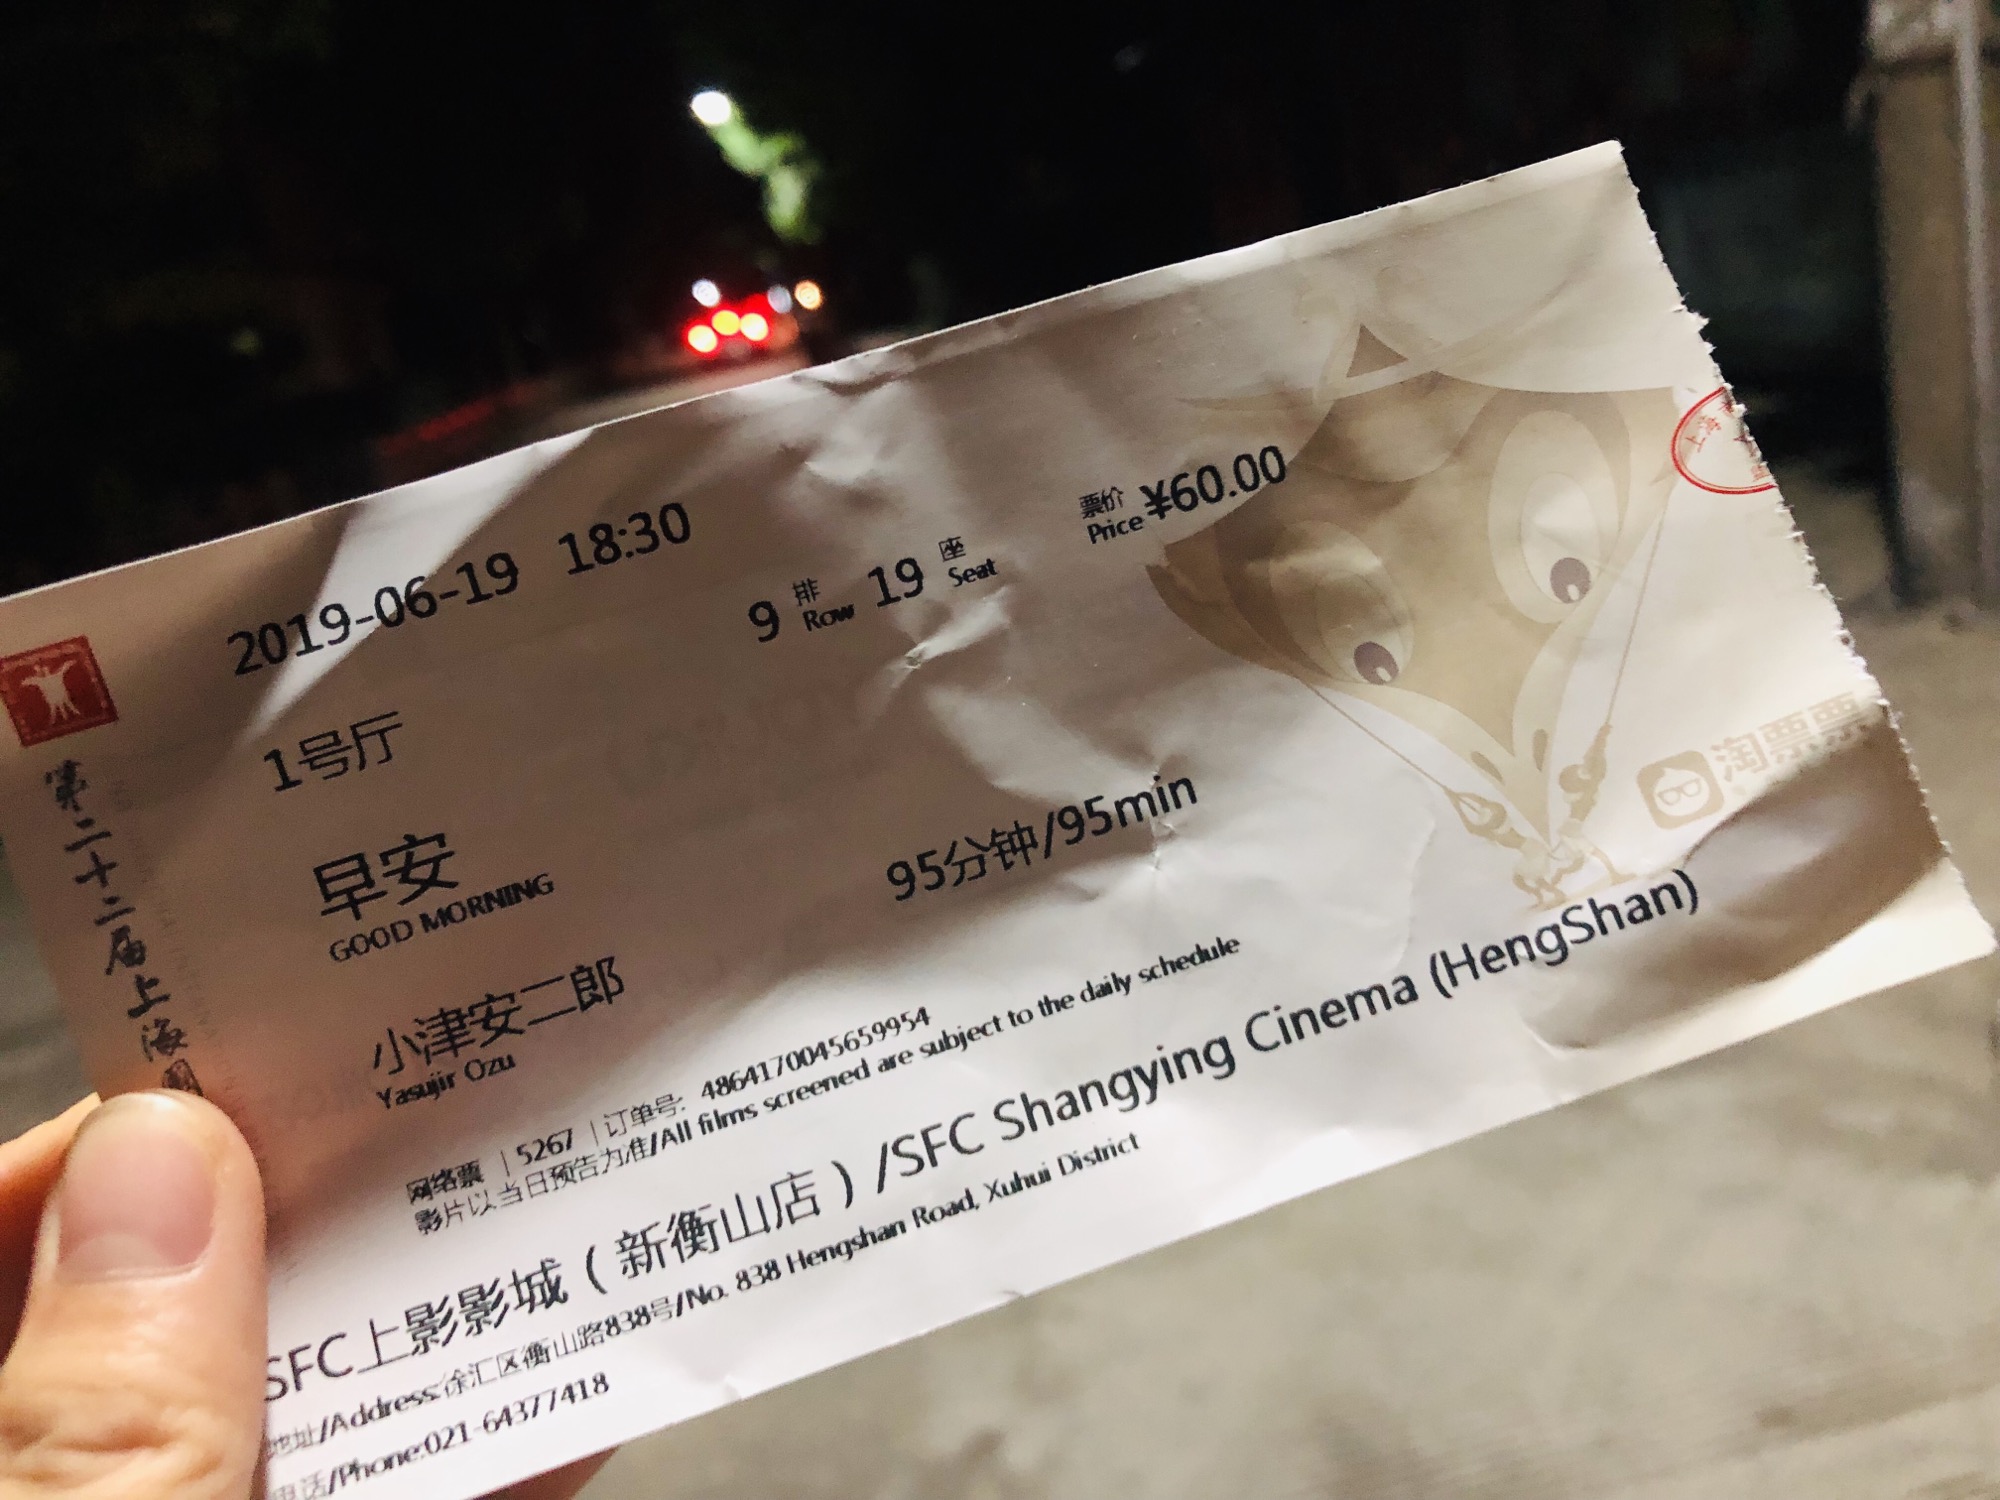 2019-06-19 18:30
9 排 Row 19 座 Seat
票价 Price ¥60.00
1号厅
早安
GOOD MORNING
95分钟/95min
小津安二郎
Yasujir Ozu
网络票 | 5267 | 订单号: 4864170045659954
影片以当日预告为准/All films screened are subject to the daily schedule
SFC上影影城(新衡山店)/SFC Shangying Cinema (HengShan)
地址/Address:徐汇区衡山路838号/No. 838 Hengshan Road, Xuhui District
电话/Phone:021-64377418
第二十二届上海國
淘票票
上海